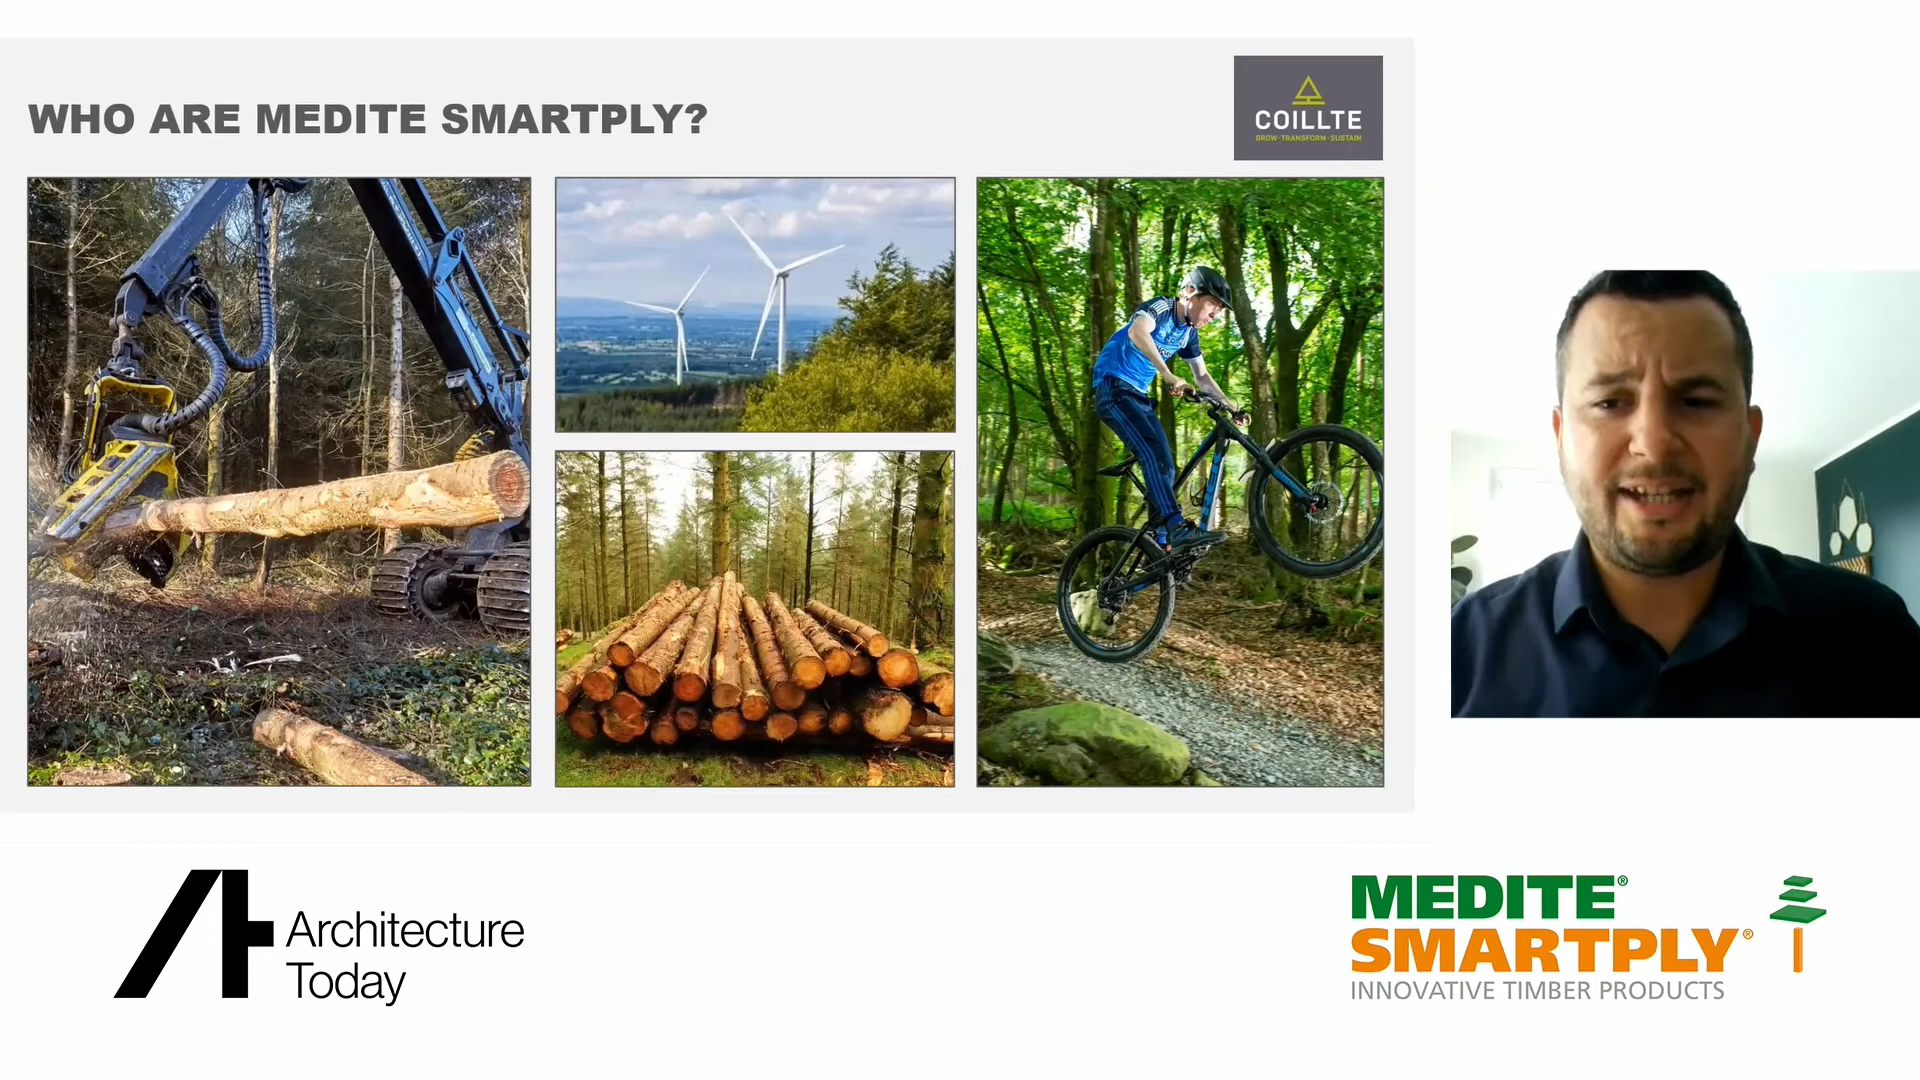 WHO ARE MEDITE SMARTPLY?
COILLTE
GROW·TRANSFORM·SUSTAIN
Architecture
Today
MEDITE®
SMARTPLY®
INNOVATIVE TIMBER PRODUCTS